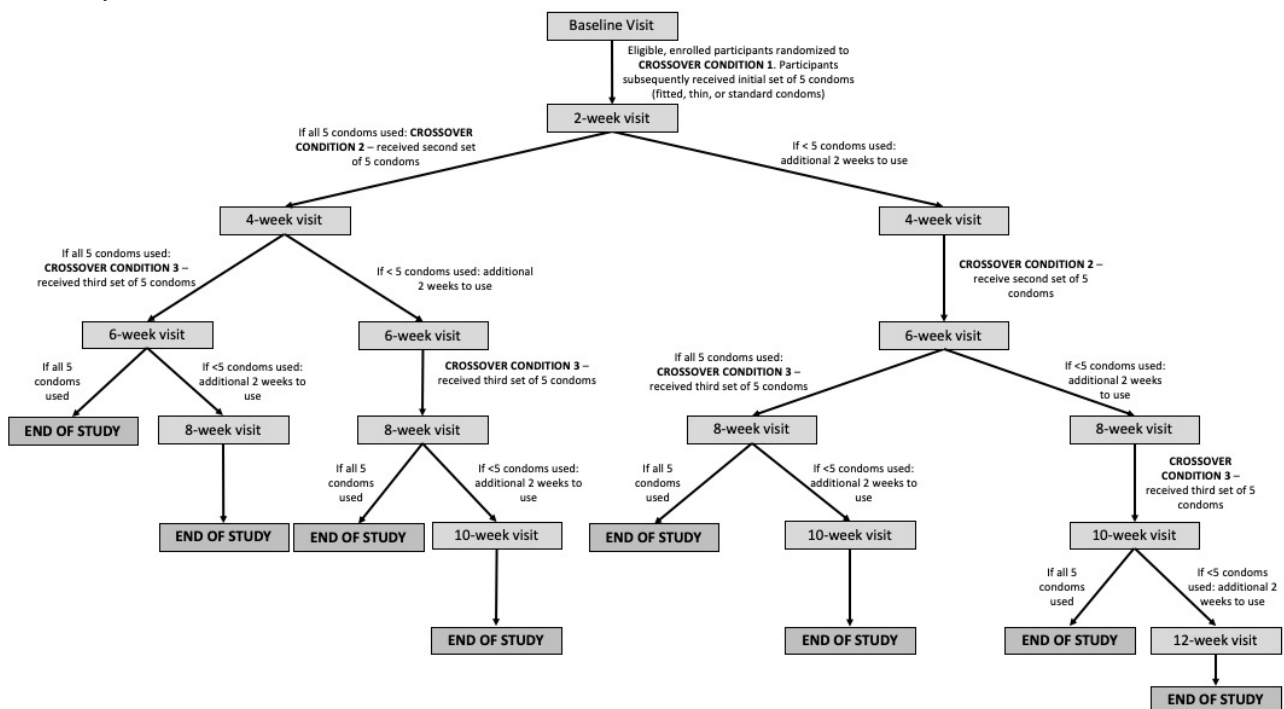 Baseline Visit
Eligible, enrolled participants randomized to
CROSSOVER CONDITION 1. Participants
subsequently received initial set of 5 condoms
(fitted, thin, or standard condoms)
2-week visit
If all 5 condoms used: CROSSOVER
CONDITION 2 – received second set
of 5 condoms
If < 5 condoms used:
additional 2 weeks to use
4-week visit
4-week visit
If all 5 condoms used:
CROSSOVER CONDITION 3 –
received third set of 5 condoms
If < 5 condoms used: additional
2 weeks to use
CROSSOVER CONDITION 2 –
receive second set of 5
condoms
6-week visit
6-week visit
6-week visit
If all 5
condoms
used
If <5 condoms used:
additional 2 weeks to
use
CROSSOVER CONDITION 3 –
received third set of 5 condoms
If all 5 condoms used:
CROSSOVER CONDITION 3 –
received third set of 5 condoms
If <5 condoms used:
additional 2 weeks
to use
END OF STUDY
8-week visit
8-week visit
8-week visit
8-week visit
If all 5
condoms
used
If <5 condoms used:
additional 2 weeks to
use
If all 5
condoms
used
If <5 condoms used:
additional 2 weeks to
use
CROSSOVER
CONDITION 3 –
received third set of 5
condoms
END OF STUDY
END OF STUDY
10-week visit
END OF STUDY
10-week visit
10-week visit
If all 5
condoms
used
If <5 condoms
used: additional 2
weeks to use
END OF STUDY
END OF STUDY
END OF STUDY
12-week visit
END OF STUDY